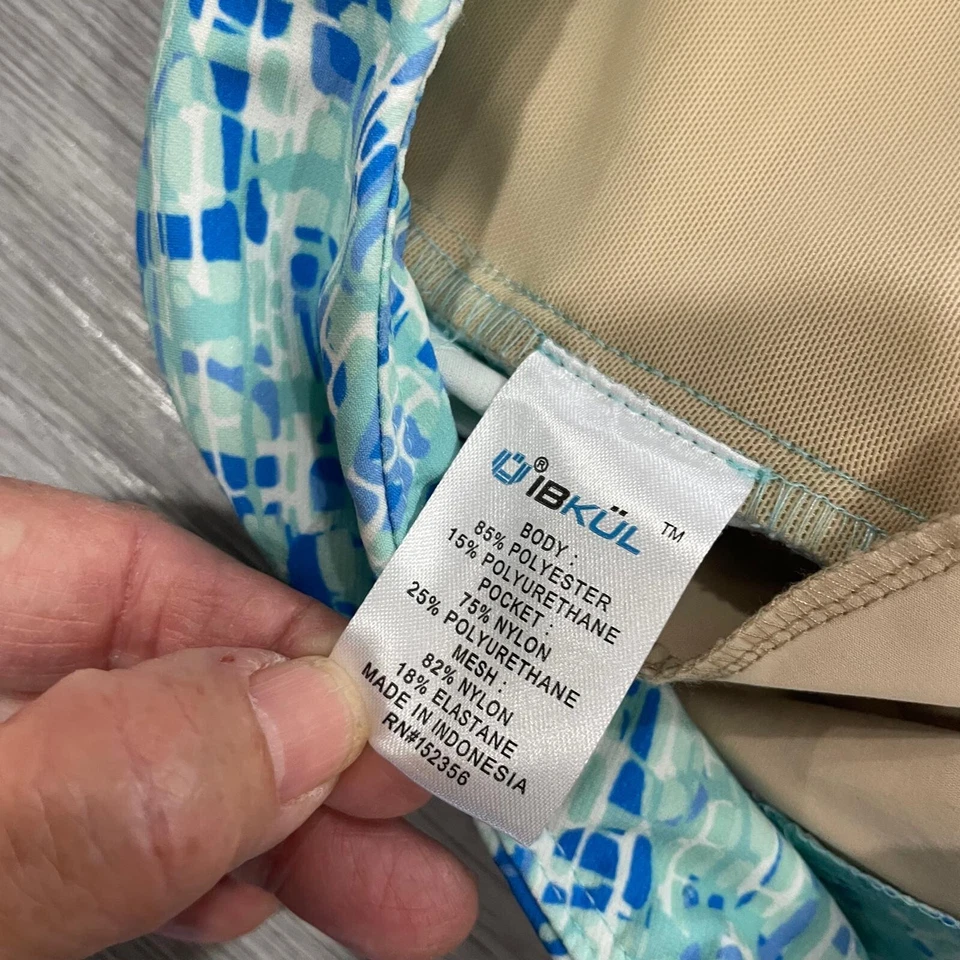 ® IBKÜL ™
BODY :
85% POLYESTER
15% POLYURETHANE
POCKET :
75% NYLON
25% POLYURETHANE
MESH :
82% NYLON
18% ELASTANE
MADE IN INDONESIA
RN#152356